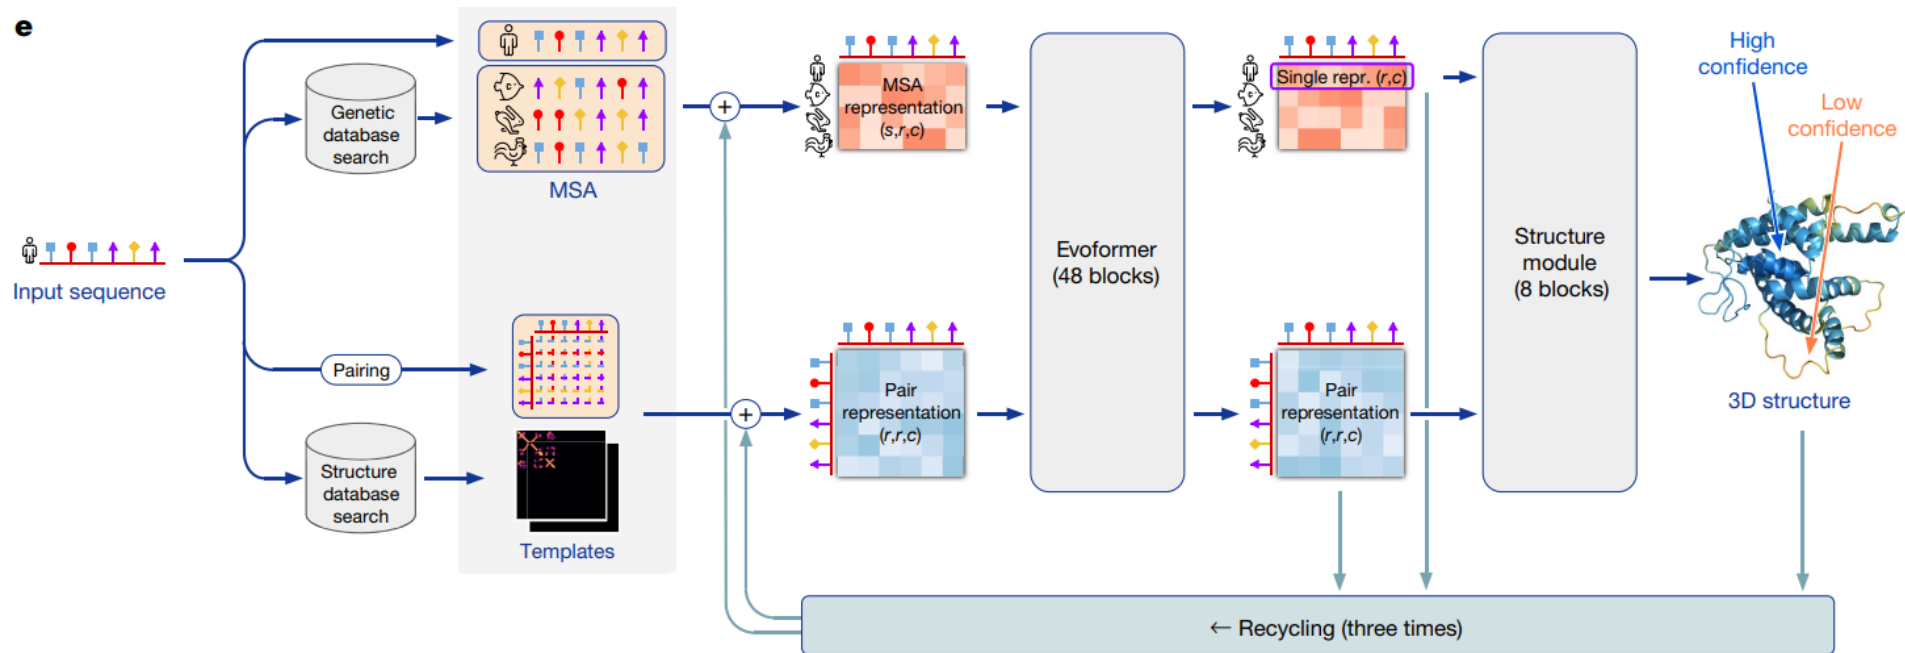 e
Input sequence
Genetic
database
search
MSA
Pairing
Structure
database
search
Templates
+
+
MSA
representation
(s,r,c)
Pair
representation
(r,r,c)
Evoformer
(48 blocks)
Single repr. (r,c)
Pair
representation
(r,r,c)
Structure
module
(8 blocks)
High
confidence
Low
confidence
3D structure
← Recycling (three times)